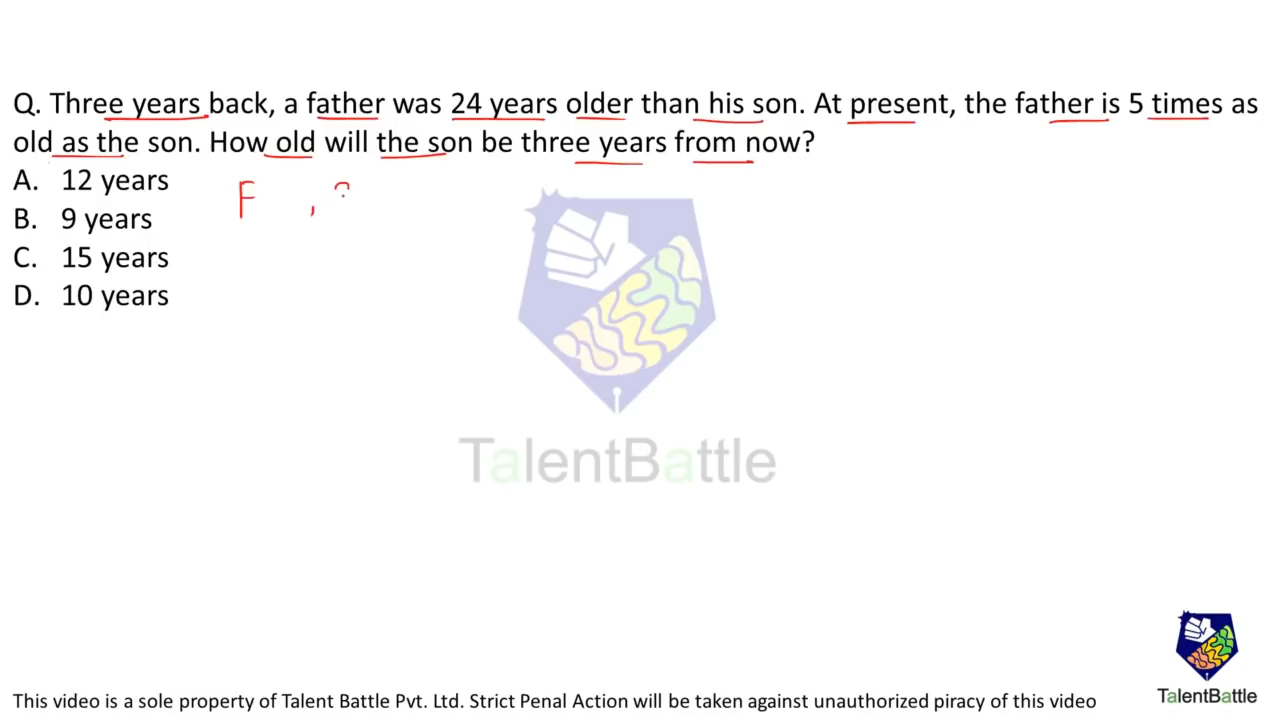 Q. Three years back, a father was 24 years older than his son. At present, the father is 5 times as
old as the son. How old will the son be three years from now?
A. 12 years
B. 9 years
C. 15 years
D. 10 years
F ,
TalentBattle
TalentBattle
This video is a sole property of Talent Battle Pvt. Ltd. Strict Penal Action will be taken against unauthorized piracy of this video